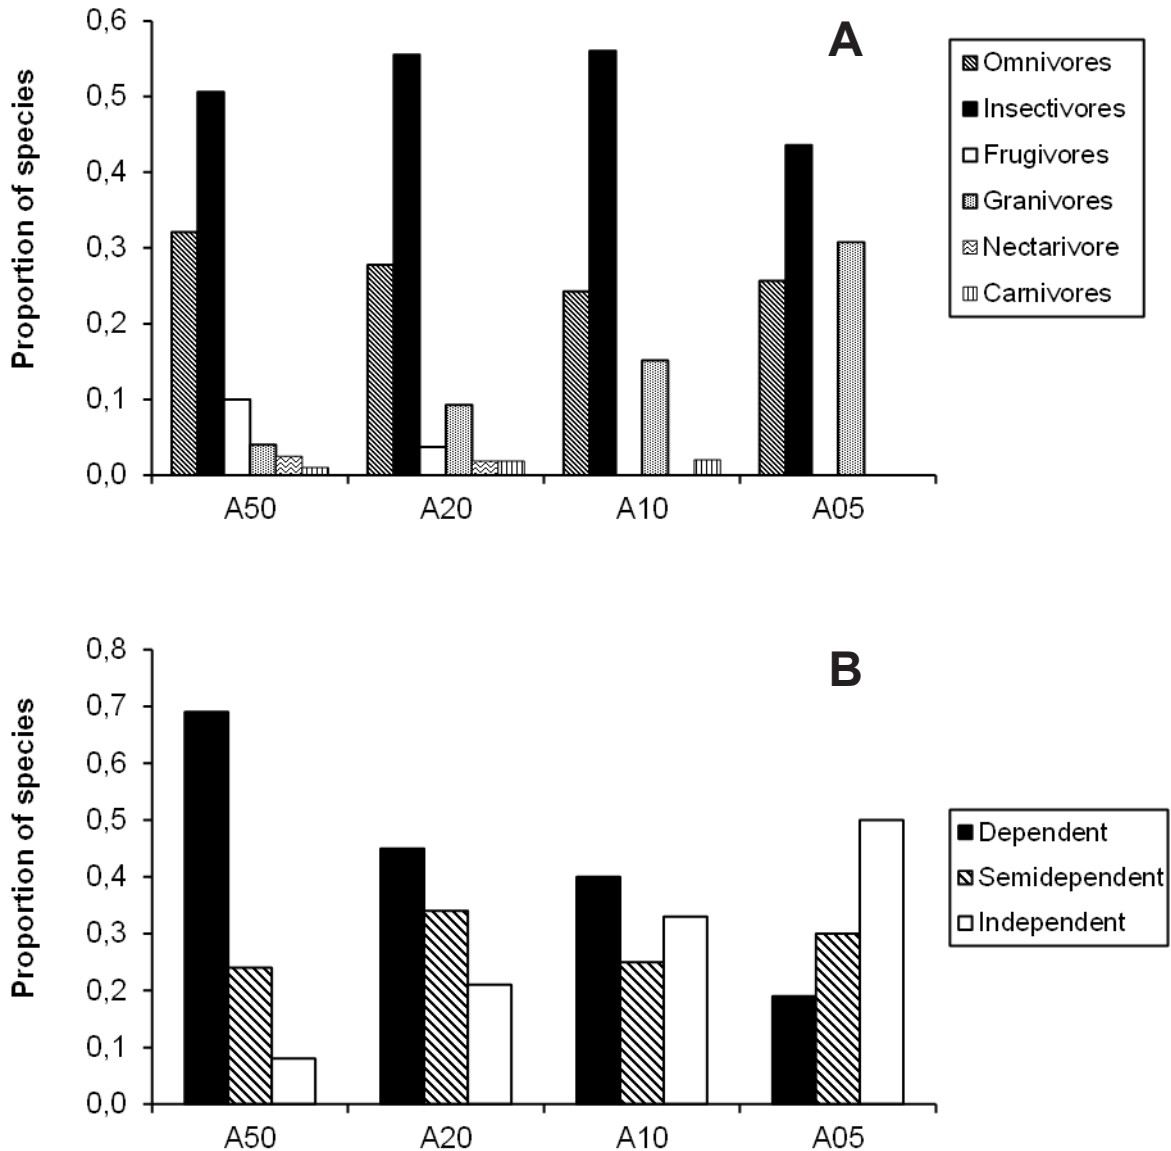 A
Proportion of species
0,6
0,5
0,4
0,3
0,2
0,1
0,0
A50 A20 A10 A05
Omnivores
Insectivores
Frugivores
Granivores
Nectarivore
Carnivores
B
Proportion of species
0,8
0,7
0,6
0,5
0,4
0,3
0,2
0,1
0,0
A50 A20 A10 A05
Dependent
Semidependent
Independent